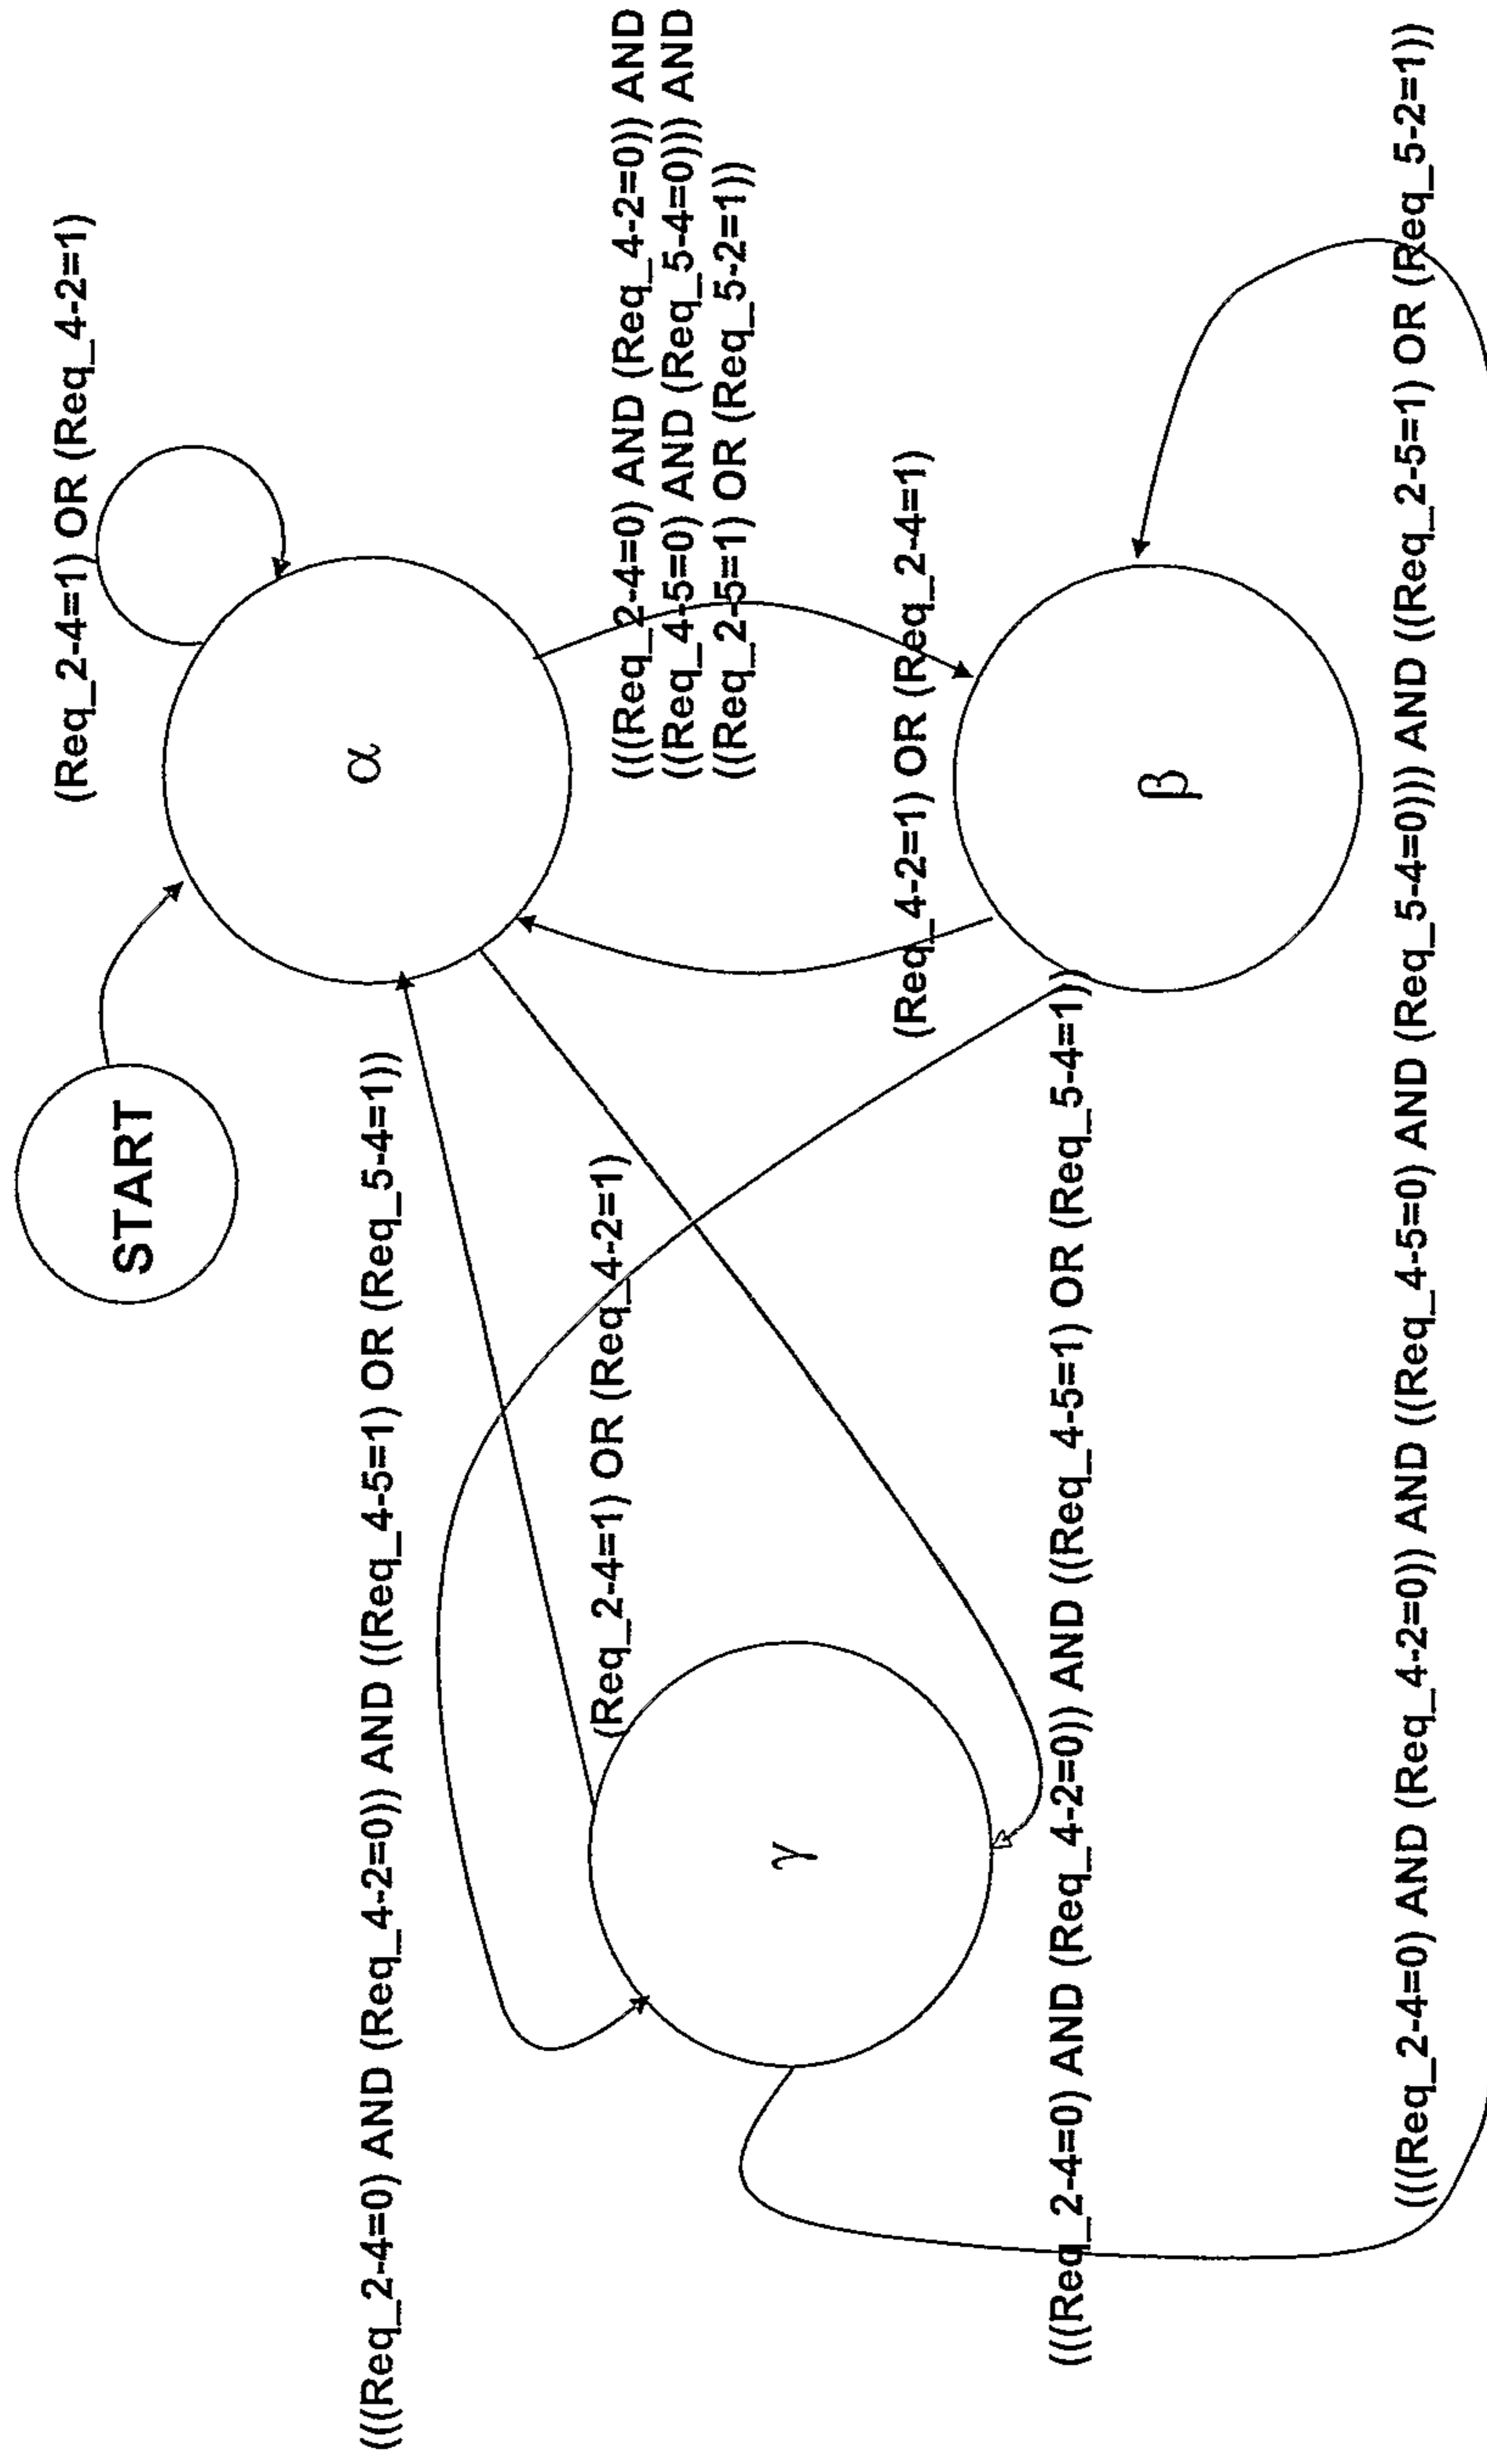 (Req_2-4=1) OR (Req_4-2=1)
START
α
(((Req_2-4=0) AND (Req_4-2=0)) AND ((Req_4-5=1) OR (Req_5-4=1))
(Req_2-4=1) OR (Req_4-2=1)
(((Req_2-4=0) AND (Req_4-2=0)) AND
((Req_4-5=0) AND (Req_5-4=0))) AND
((Req_2-5=1) OR (Req_5-2=1))
γ
(Req_4-2=1) OR (Req_2-4=1)
(((Req_2-4=0) AND (Req_4-2=0)) AND ((Req_4-5=1) OR (Req_5-4=1))
β
(((Req_2-4=0) AND (Req_4-2=0)) AND ((Req_4-5=0) AND (Req_5-4=0))) AND ((Req_2-5=1) OR (Req_5-2=1))